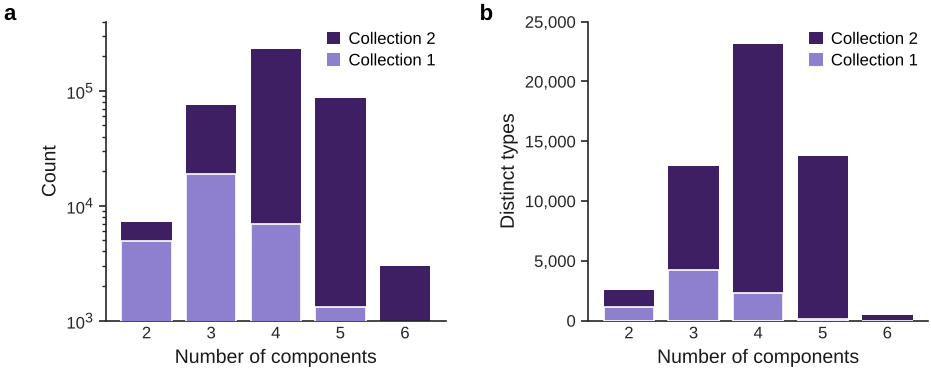 a
Collection 2
Collection 1
10^5
10^4
10^3
Count
2 3 4 5 6
Number of components
b
Collection 2
Collection 1
25,000
20,000
15,000
10,000
5,000
0
Distinct types
2 3 4 5 6
Number of components